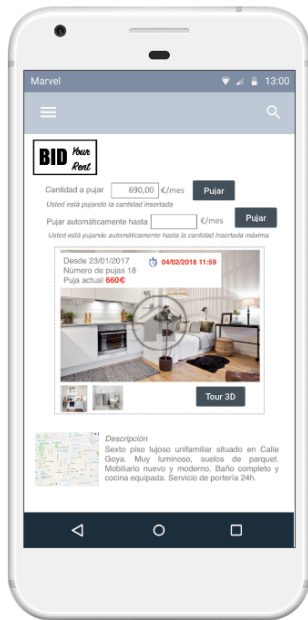 Marvel 13:00
BID Your Rent
Cantidad a pujar 690,00 €/mes Pujar
Usted está pujando la cantidad insertada
Pujar automáticamente hasta €/mes Pujar
Usted está pujando automáticamente hasta la cantidad insertada máxima
Desde 23/01/2017 04/02/2018 11:59
Número de pujas 18
Puja actual 660€
Tour 3D
Descripción
Sexto piso lujoso unifamiliar situado en Calle
Goya. Muy luminoso, suelos de parquet.
Mobiliario nuevo y moderno. Baño completo y
cocina equipada. Servicio de portería 24h.